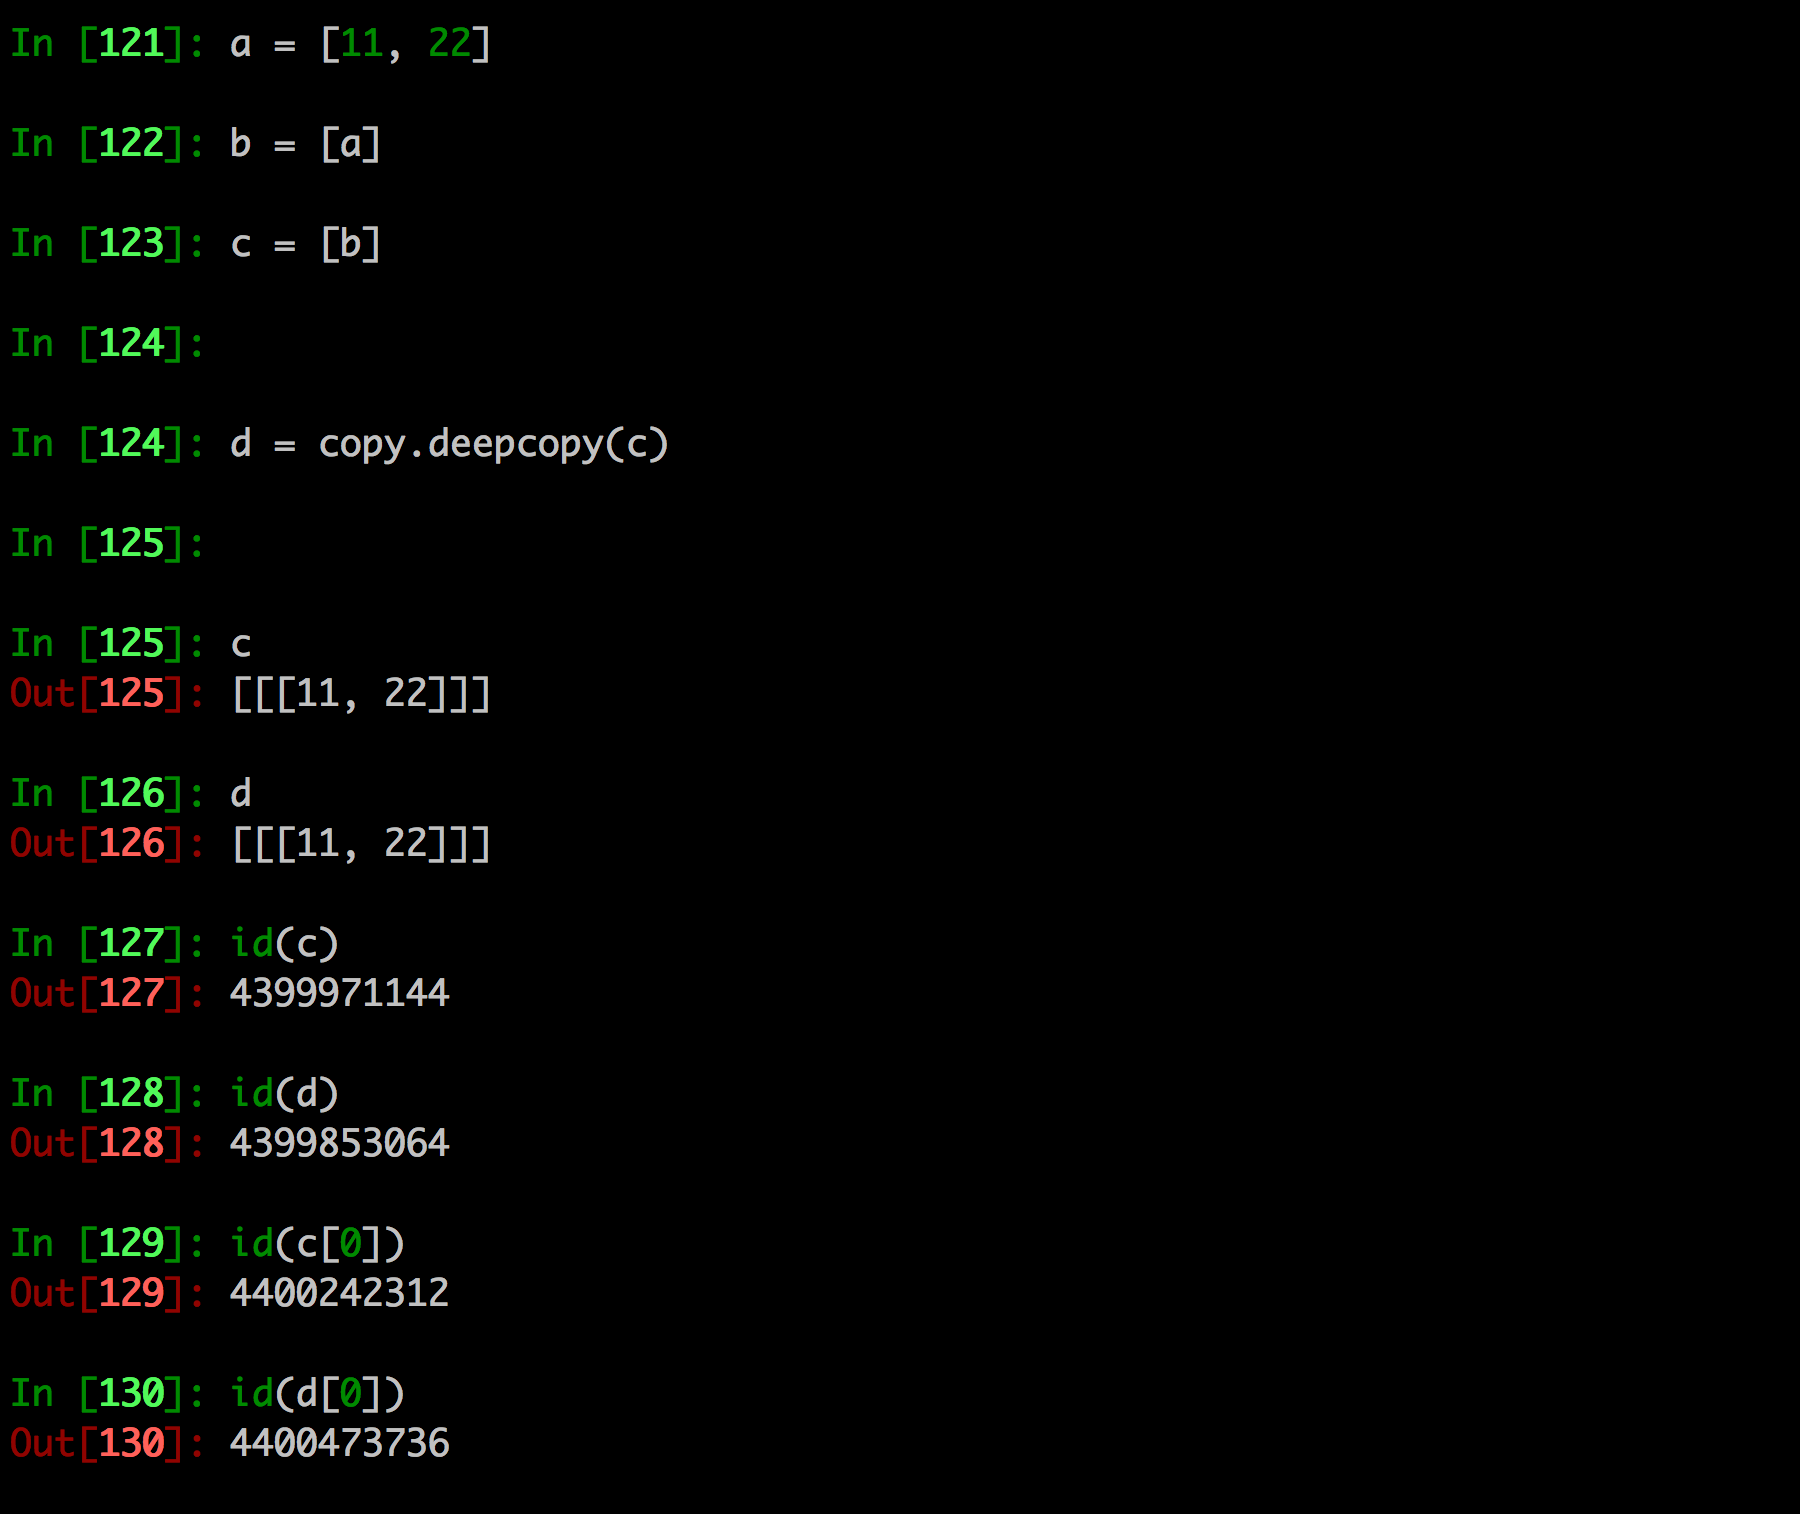 In [121]: a = [11, 22]
In [122]: b = [a]
In [123]: c = [b]
In [124]:
In [124]: d = copy.deepcopy(c)
In [125]:
In [125]: c
Out[125]: [[[11, 22]]]
In [126]: d
Out[126]: [[[11, 22]]]
In [127]: id(c)
Out[127]: 4399971144
In [128]: id(d)
Out[128]: 4399853064
In [129]: id(c[0])
Out[129]: 4400242312
In [130]: id(d[0])
Out[130]: 4400473736